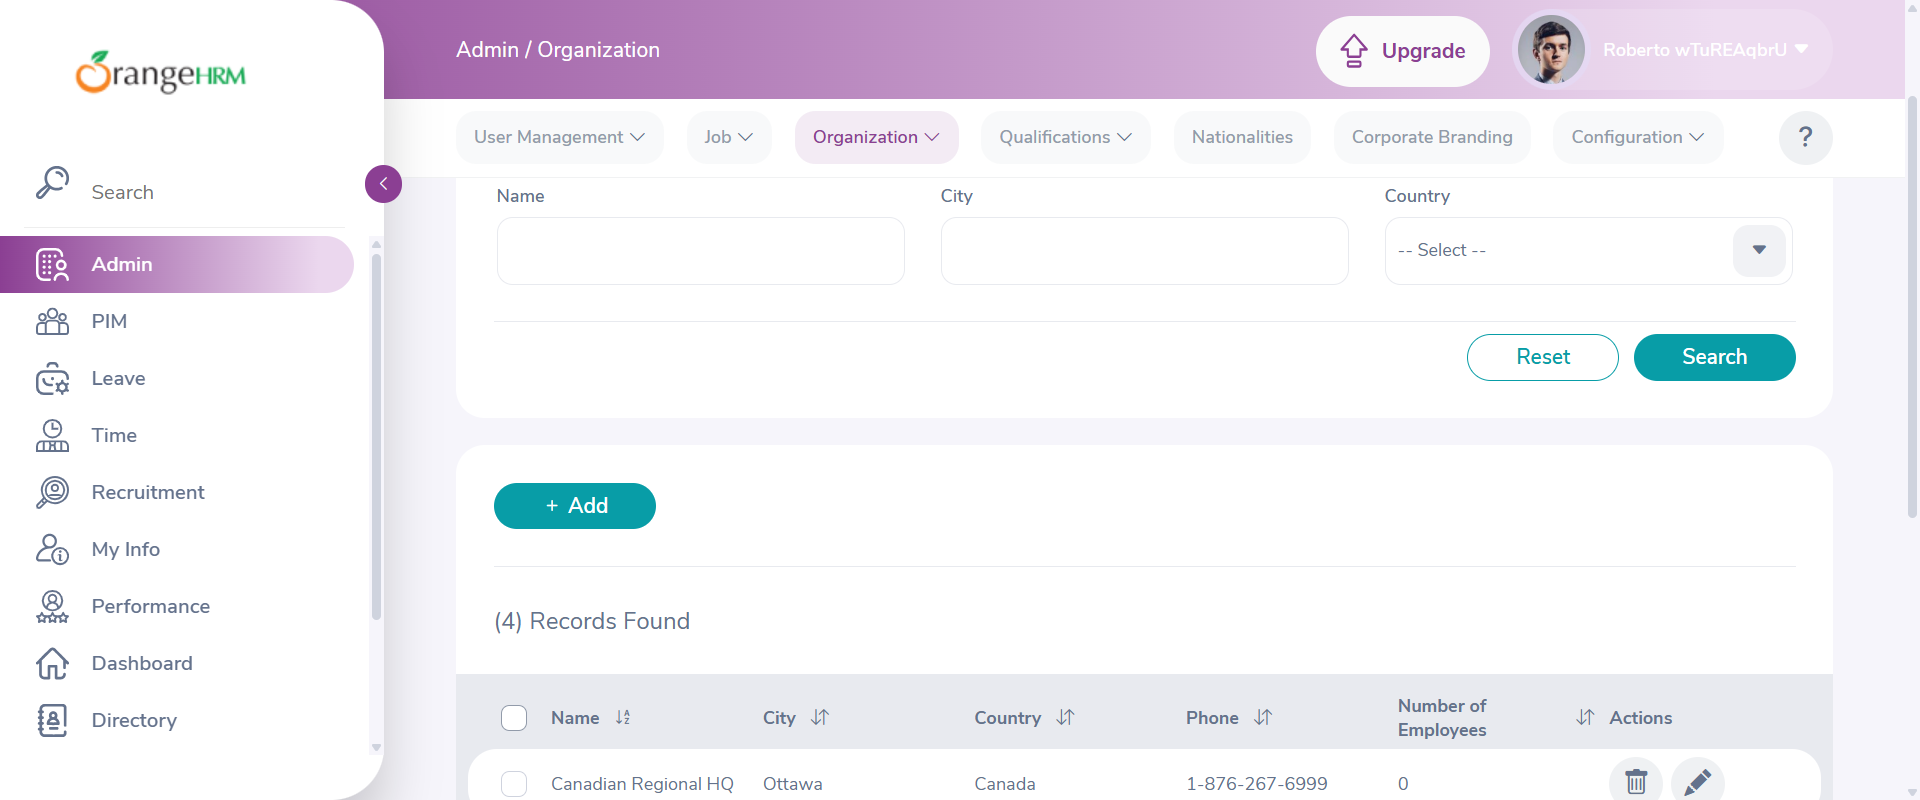 OrangeHRM
Admin / Organization
Upgrade
Roberto wTuREAqbrU
Search
Admin
PIM
Leave
Time
Recruitment
My Info
Performance
Dashboard
Directory
User Management
Job
Organization
Qualifications
Nationalities
Corporate Branding
Configuration
?
Name
City
Country
-- Select --
Reset
Search
+ Add
(4) Records Found
Name
City
Country
Phone
Number of
Employees
Actions
Canadian Regional HQ
Ottawa
Canada
1-876-267-6999
0